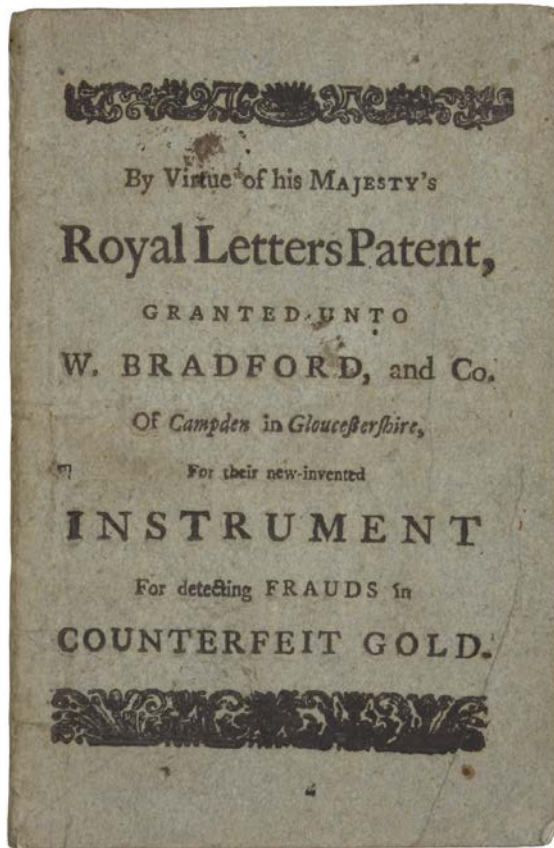 By Virtue of his MAJESTY'S
Royal Letters Patent,
GRANTED UNTO
W. BRADFORD, and Co.
Of Campden in Gloucesterſhire,
For their new-invented
INSTRUMENT
For detecting FRAUDS in
COUNTERFEIT GOLD.